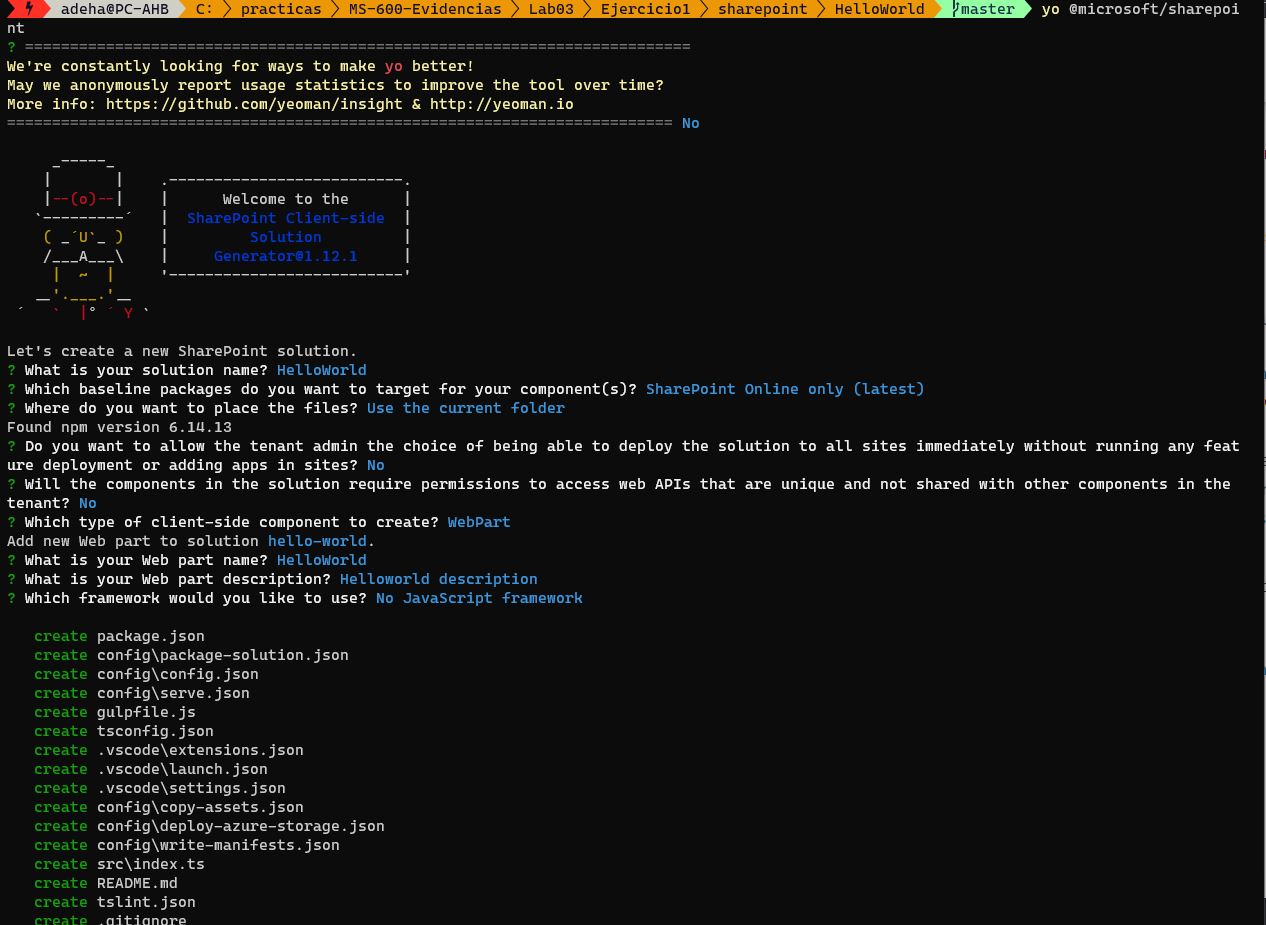 adeha@PC-AHB C: practicas MS-600-Evidencias Lab03 Ejercicio1 sharepoint HelloWorld master yo @microsoft/sharepoi
nt
? ==========================================================================
We're constantly looking for ways to make yo better!
May we anonymously report usage statistics to improve the tool over time?
More info: https://github.com/yeoman/insight & http://yeoman.io
========================================================================== No
     _-----_
    |       |    .--------------------------.
    |--(o)--|    |      Welcome to the      |
   `---------´   |  SharePoint Client-side  |
    ( _´U`_ )    |         Solution         |
    /___A___\    |     Generator@1.12.1     |
     |  ~  |     '--------------------------'
   __'.___.'__
 ´   `  |° ´ Y `
Let's create a new SharePoint solution.
? What is your solution name? HelloWorld
? Which baseline packages do you want to target for your component(s)? SharePoint Online only (latest)
? Where do you want to place the files? Use the current folder
Found npm version 6.14.13
? Do you want to allow the tenant admin the choice of being able to deploy the solution to all sites immediately without running any feat
ure deployment or adding apps in sites? No
? Will the components in the solution require permissions to access web APIs that are unique and not shared with other components in the
tenant? No
? Which type of client-side component to create? WebPart
Add new Web part to solution hello-world.
? What is your Web part name? HelloWorld
? What is your Web part description? Helloworld description
? Which framework would you like to use? No JavaScript framework
create package.json
create config\package-solution.json
create config\config.json
create config\serve.json
create gulpfile.js
create tsconfig.json
create .vscode\extensions.json
create .vscode\launch.json
create .vscode\settings.json
create config\copy-assets.json
create config\deploy-azure-storage.json
create config\write-manifests.json
create src\index.ts
create README.md
create tslint.json
create .gitignore